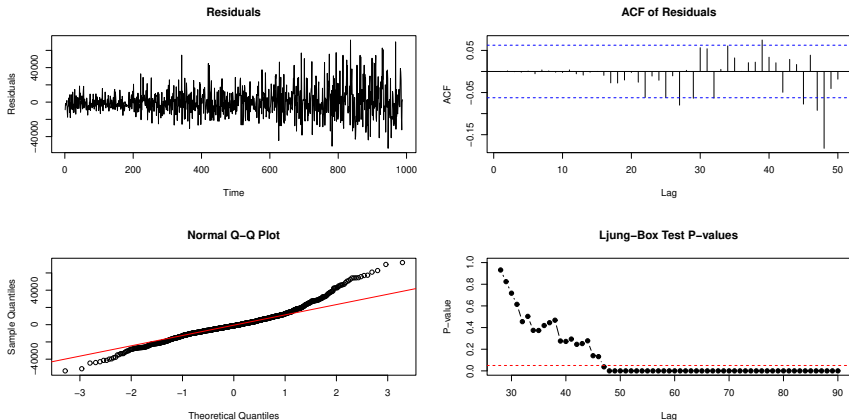 Residuals
Residuals
−40000 0 40000
0 200 400 600 800 1000
Time
ACF of Residuals
ACF
−0.15 −0.05 0.05
0 10 20 30 40 50
Lag
Normal Q−Q Plot
Sample Quantiles
−40000 0 40000
−3 −2 −1 0 1 2 3
Theoretical Quantiles
Ljung−Box Test P−values
P−value
0.0 0.2 0.4 0.6 0.8 1.0
30 40 50 60 70 80 90
Lag